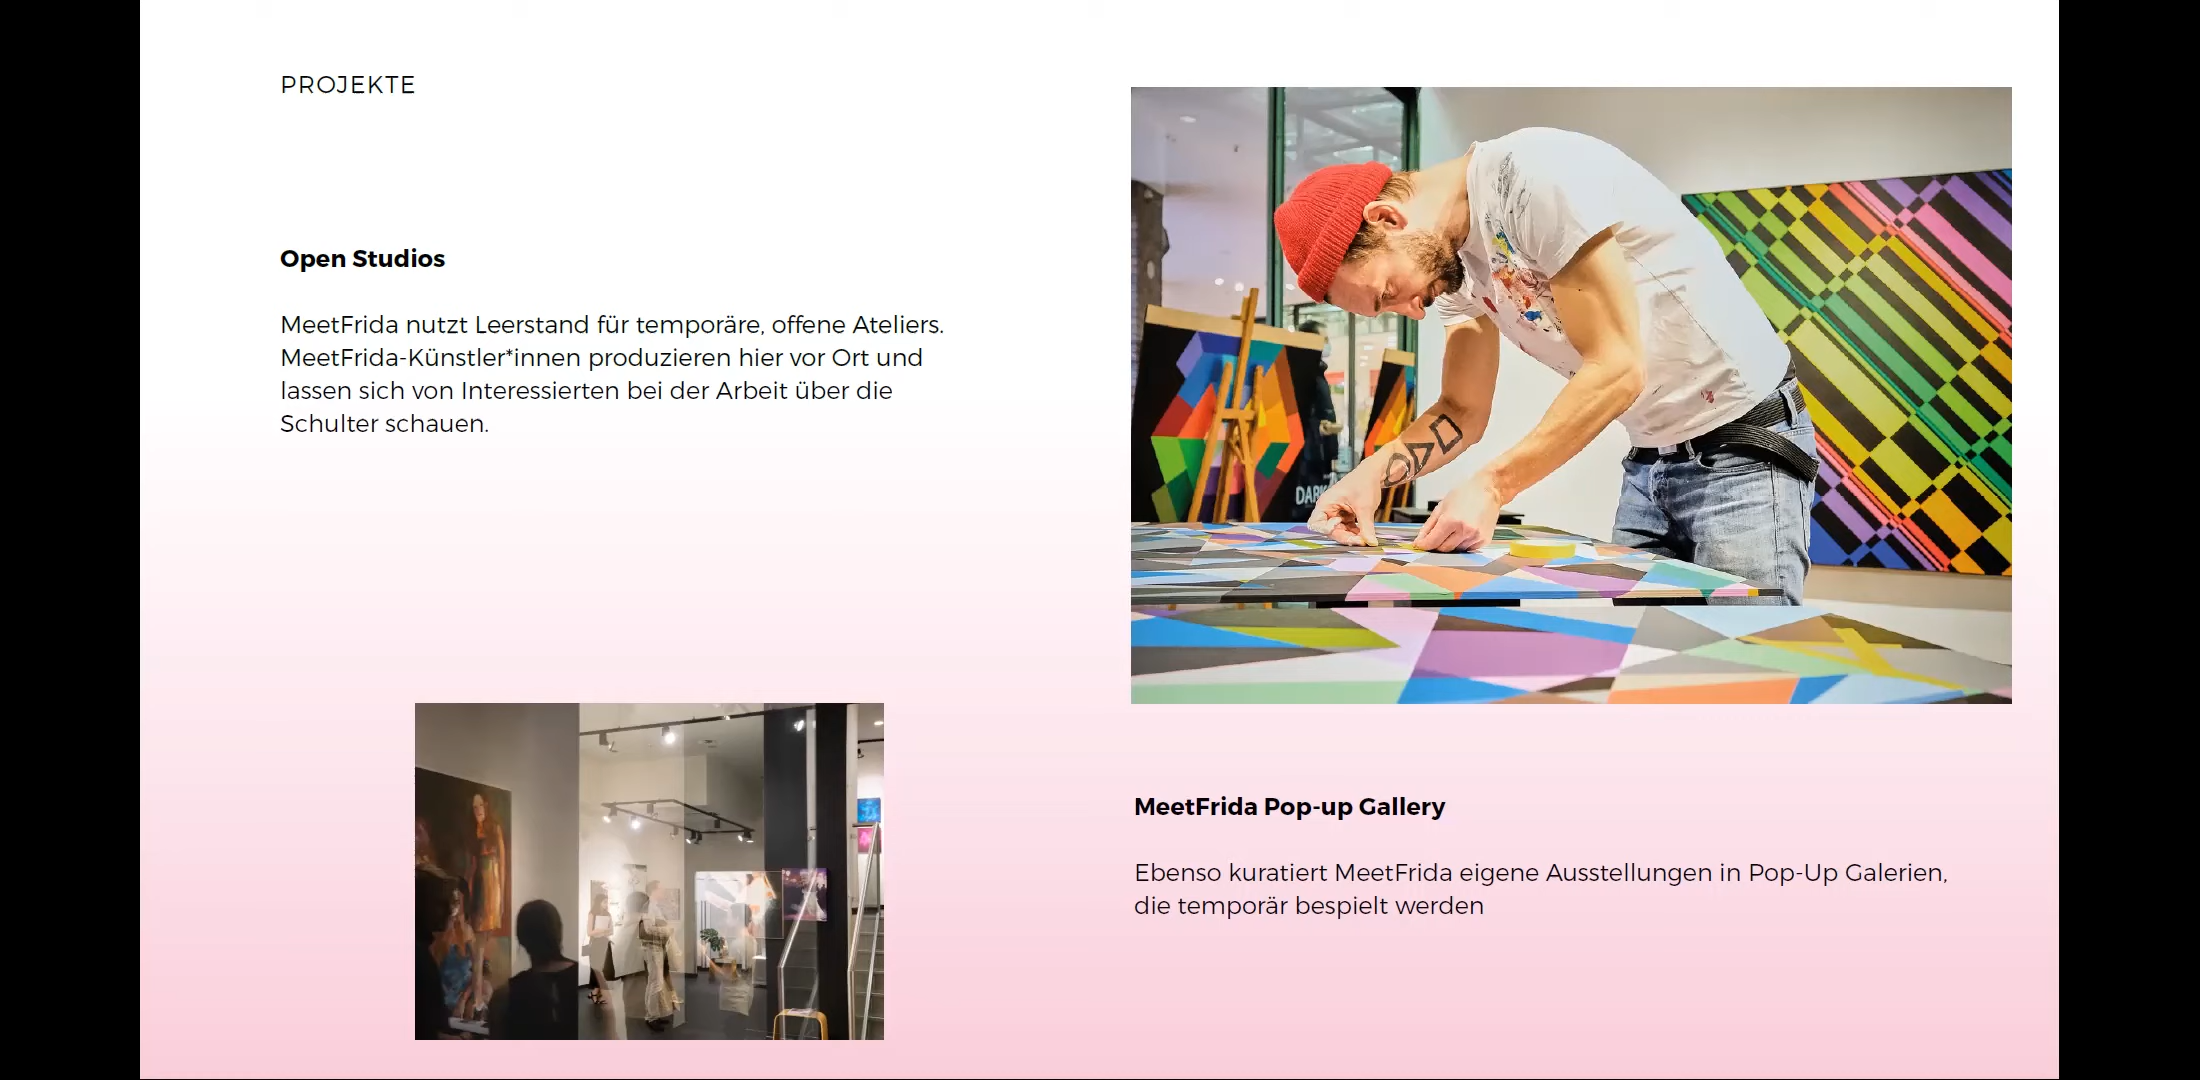 PROJEKTE
Open Studios
MeetFrida nutzt Leerstand für temporäre, offene Ateliers.
MeetFrida-Künstler*innen produzieren hier vor Ort und
lassen sich von Interessierten bei der Arbeit über die
Schulter schauen.
MeetFrida Pop-up Gallery
Ebenso kuratiert MeetFrida eigene Ausstellungen in Pop-Up Galerien,
die temporär bespielt werden